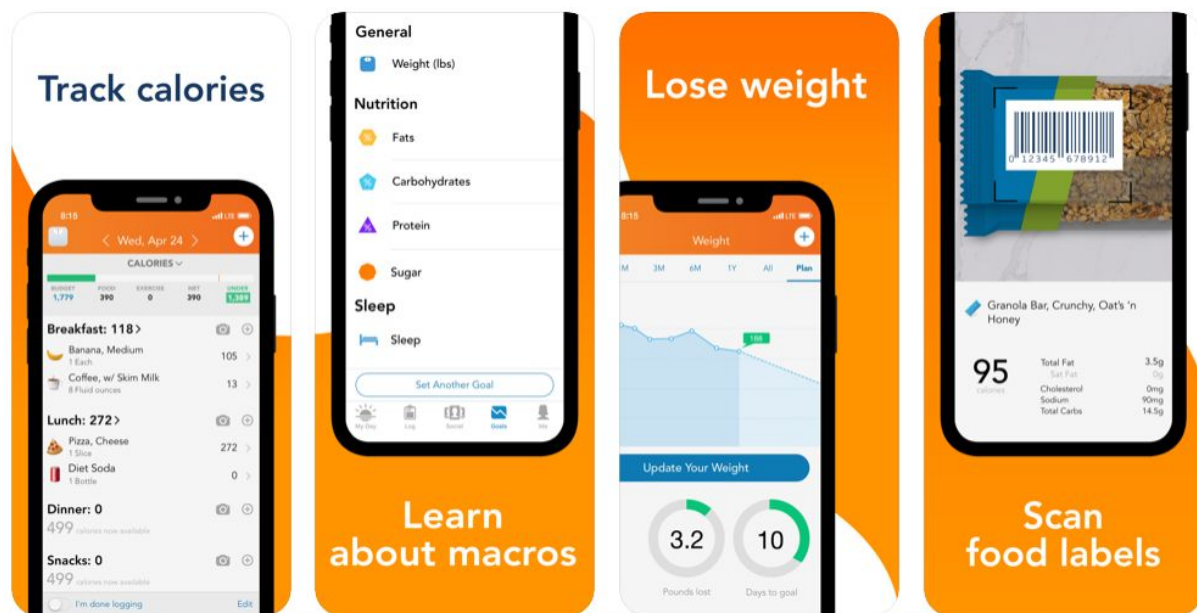 Track calories
8:15
LTE
Wed, Apr 24
CALORIES
BUDGET FOOD EXERCISE NET UNDER
1,779 390 0 390 1,389
Breakfast: 118
Banana, Medium
1 Each
105
Coffee, w/ Skim Milk
8 Fluid ounces
13
Lunch: 272
Pizza, Cheese
1 Slice
272
Diet Soda
1 Bottle
0
Dinner: 0
499 calories now available
Snacks: 0
499 calories now available
I'm done logging Edit
General
Weight (lbs)
Nutrition
% Fats
% Carbohydrates
% Protein
Sugar
Sleep
Sleep
Set Another Goal
My Day Log Social Goals Me
Learn
about macros
Lose weight
8:15
LTE
Weight
M 3M 6M 1Y All Plan
Update Your Weight
3.2 10
Pounds lost Days to goal
0 12345 678912
Granola Bar, Crunchy, Oat's 'n
Honey
95
calories
Total Fat 3.5g
Sat Fat 0g
Cholesterol 0mg
Sodium 90mg
Total Carbs 14.5g
Scan
food labels